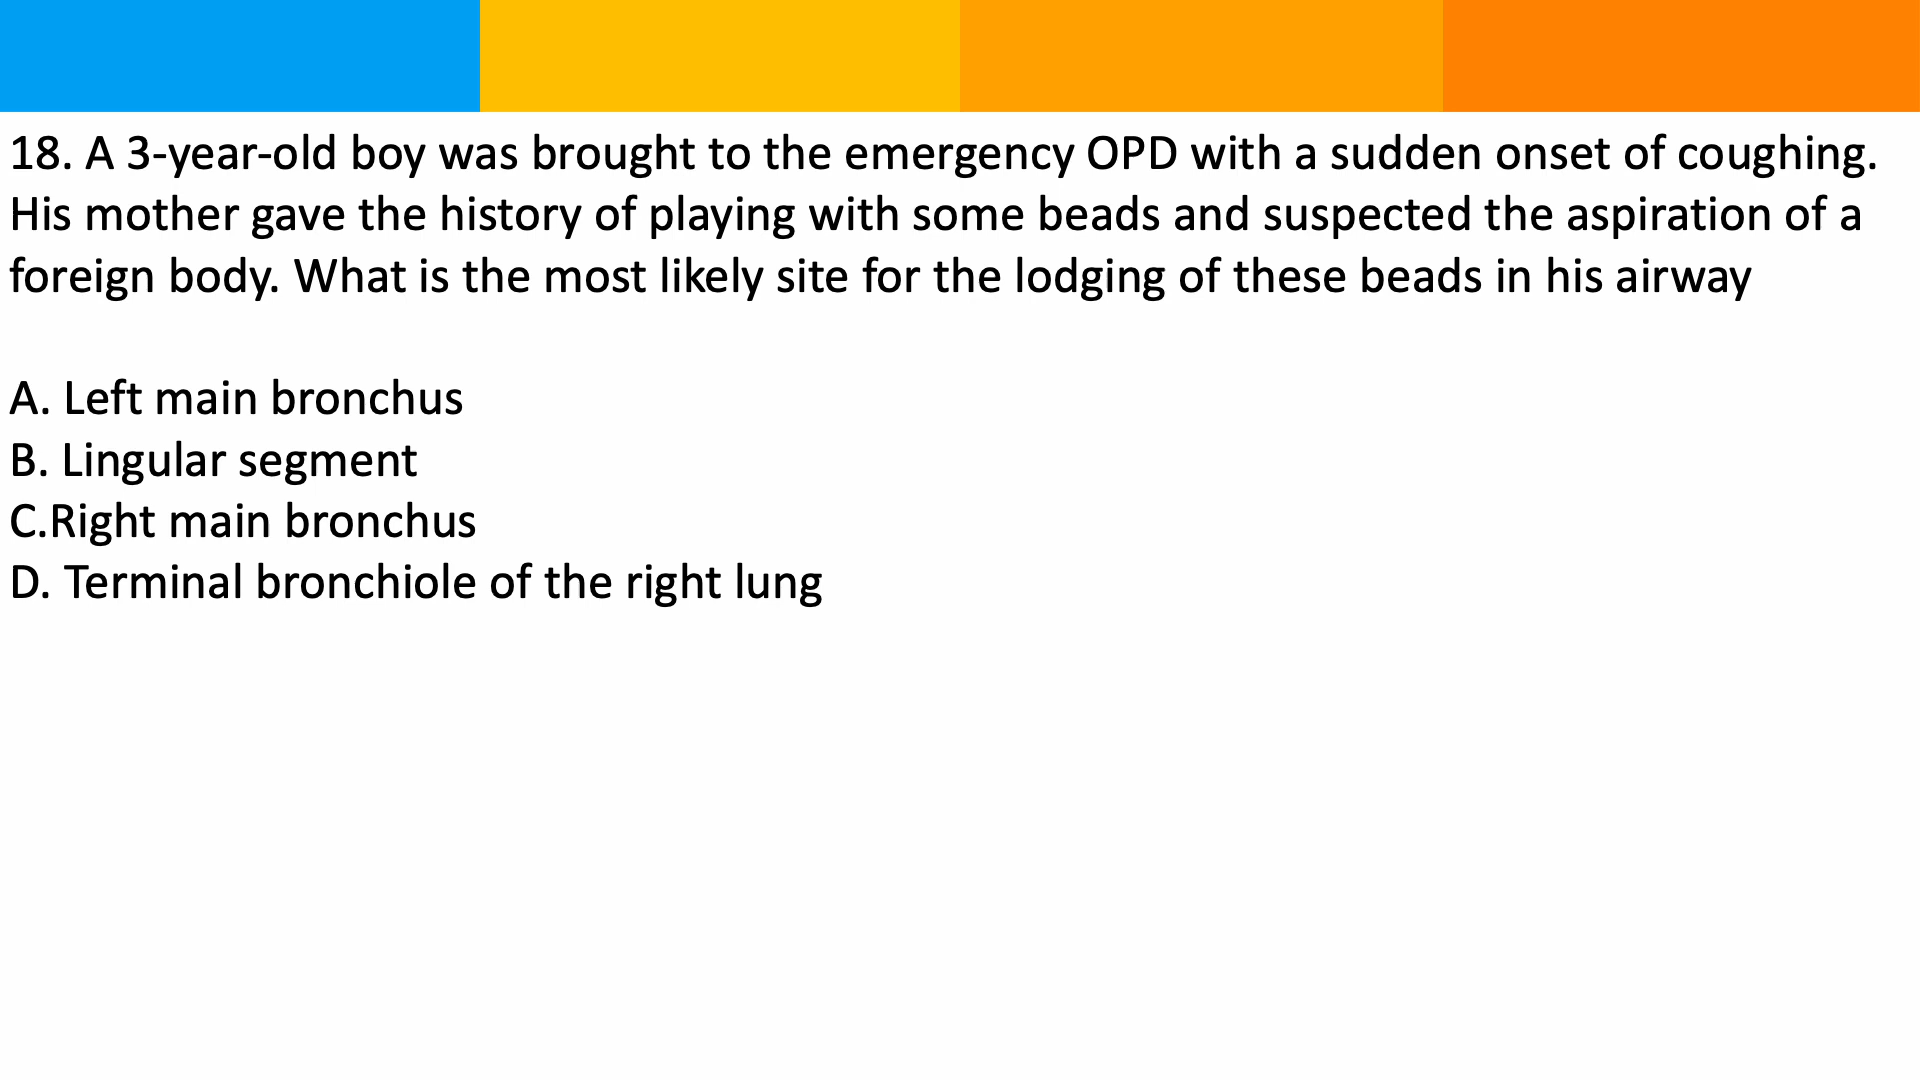 18. A 3-year-old boy was brought to the emergency OPD with a sudden onset of coughing.
His mother gave the history of playing with some beads and suspected the aspiration of a
foreign body. What is the most likely site for the lodging of these beads in his airway
A. Left main bronchus
B. Lingular segment
C.Right main bronchus
D. Terminal bronchiole of the right lung